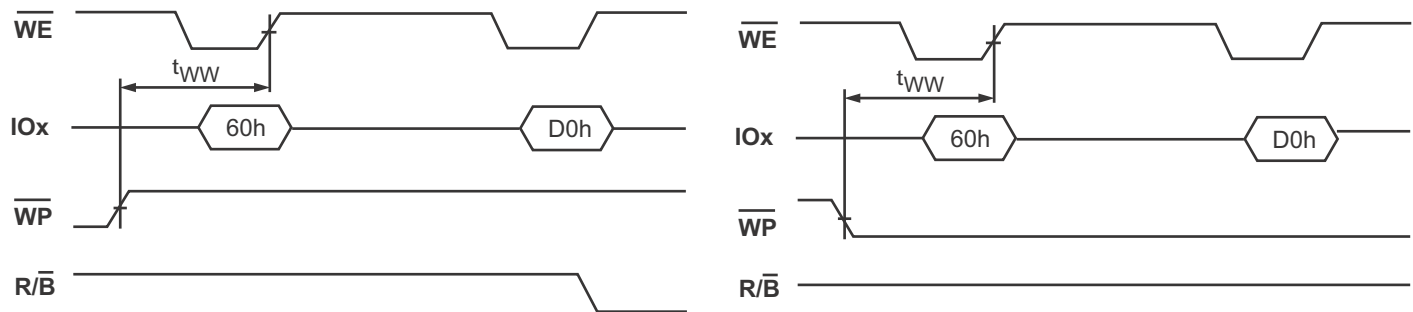 WE
tWW
IOx 60h D0h
WP
R/B
WE
tWW
IOx 60h D0h
WP
R/B